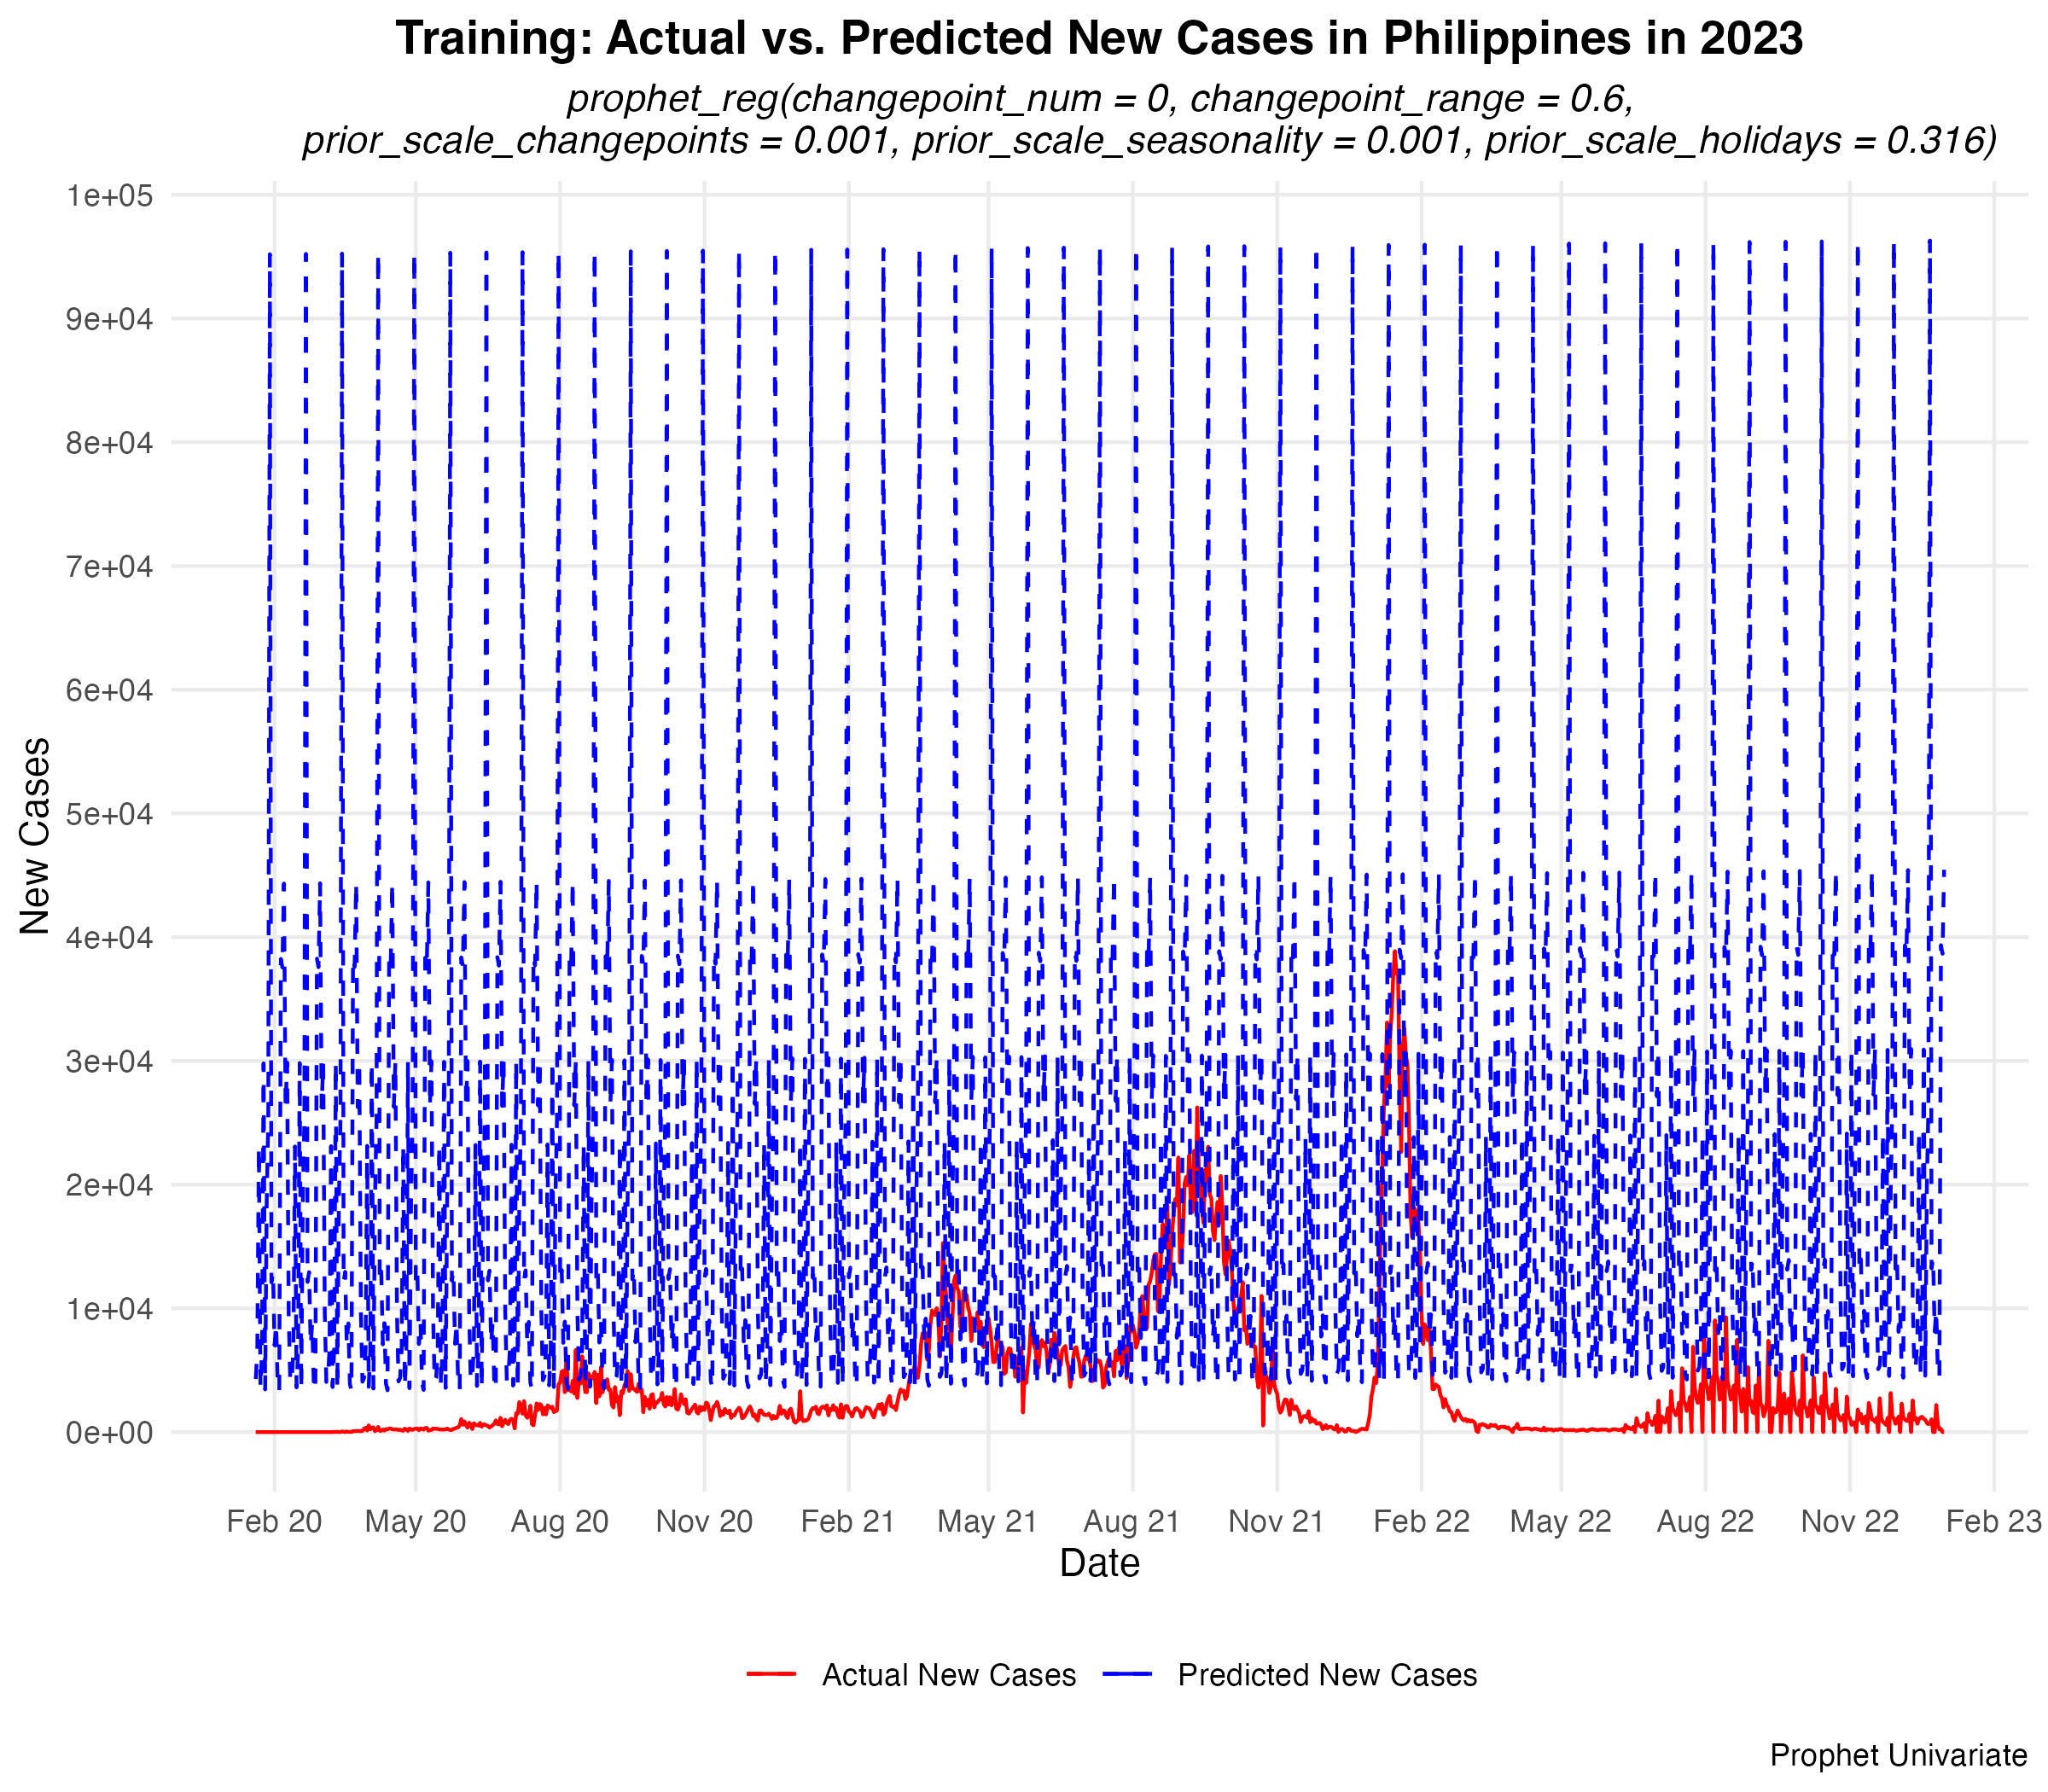 Training: Actual vs. Predicted New Cases in Philippines in 2023
prophet_reg(changepoint_num = 0, changepoint_range = 0.6,
prior_scale_changepoints = 0.001, prior_scale_seasonality = 0.001, prior_scale_holidays = 0.316)
New Cases
1e+05
9e+04
8e+04
7e+04
6e+04
5e+04
4e+04
3e+04
2e+04
1e+04
0e+00
Feb 20 May 20 Aug 20 Nov 20 Feb 21 May 21 Aug 21 Nov 21 Feb 22 May 22 Aug 22 Nov 22 Feb 23
Date
Actual New Cases Predicted New Cases
Prophet Univariate